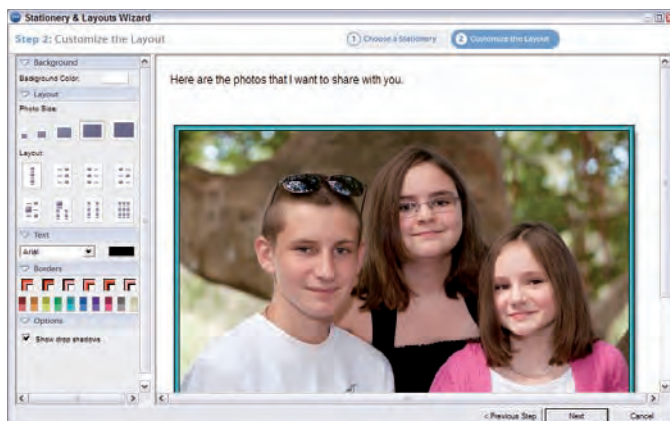 Stationery & Layouts Wizard
Step 2: Customize the Layout
1 Choose a Stationery
2 Customize the Layout
Background
Background Color:
Layout
Photo Size:
Layout:
Text
Arial
Borders
Options
Show drop shadows
Here are the photos that I want to share with you.
< Previous Step
Next
Cancel